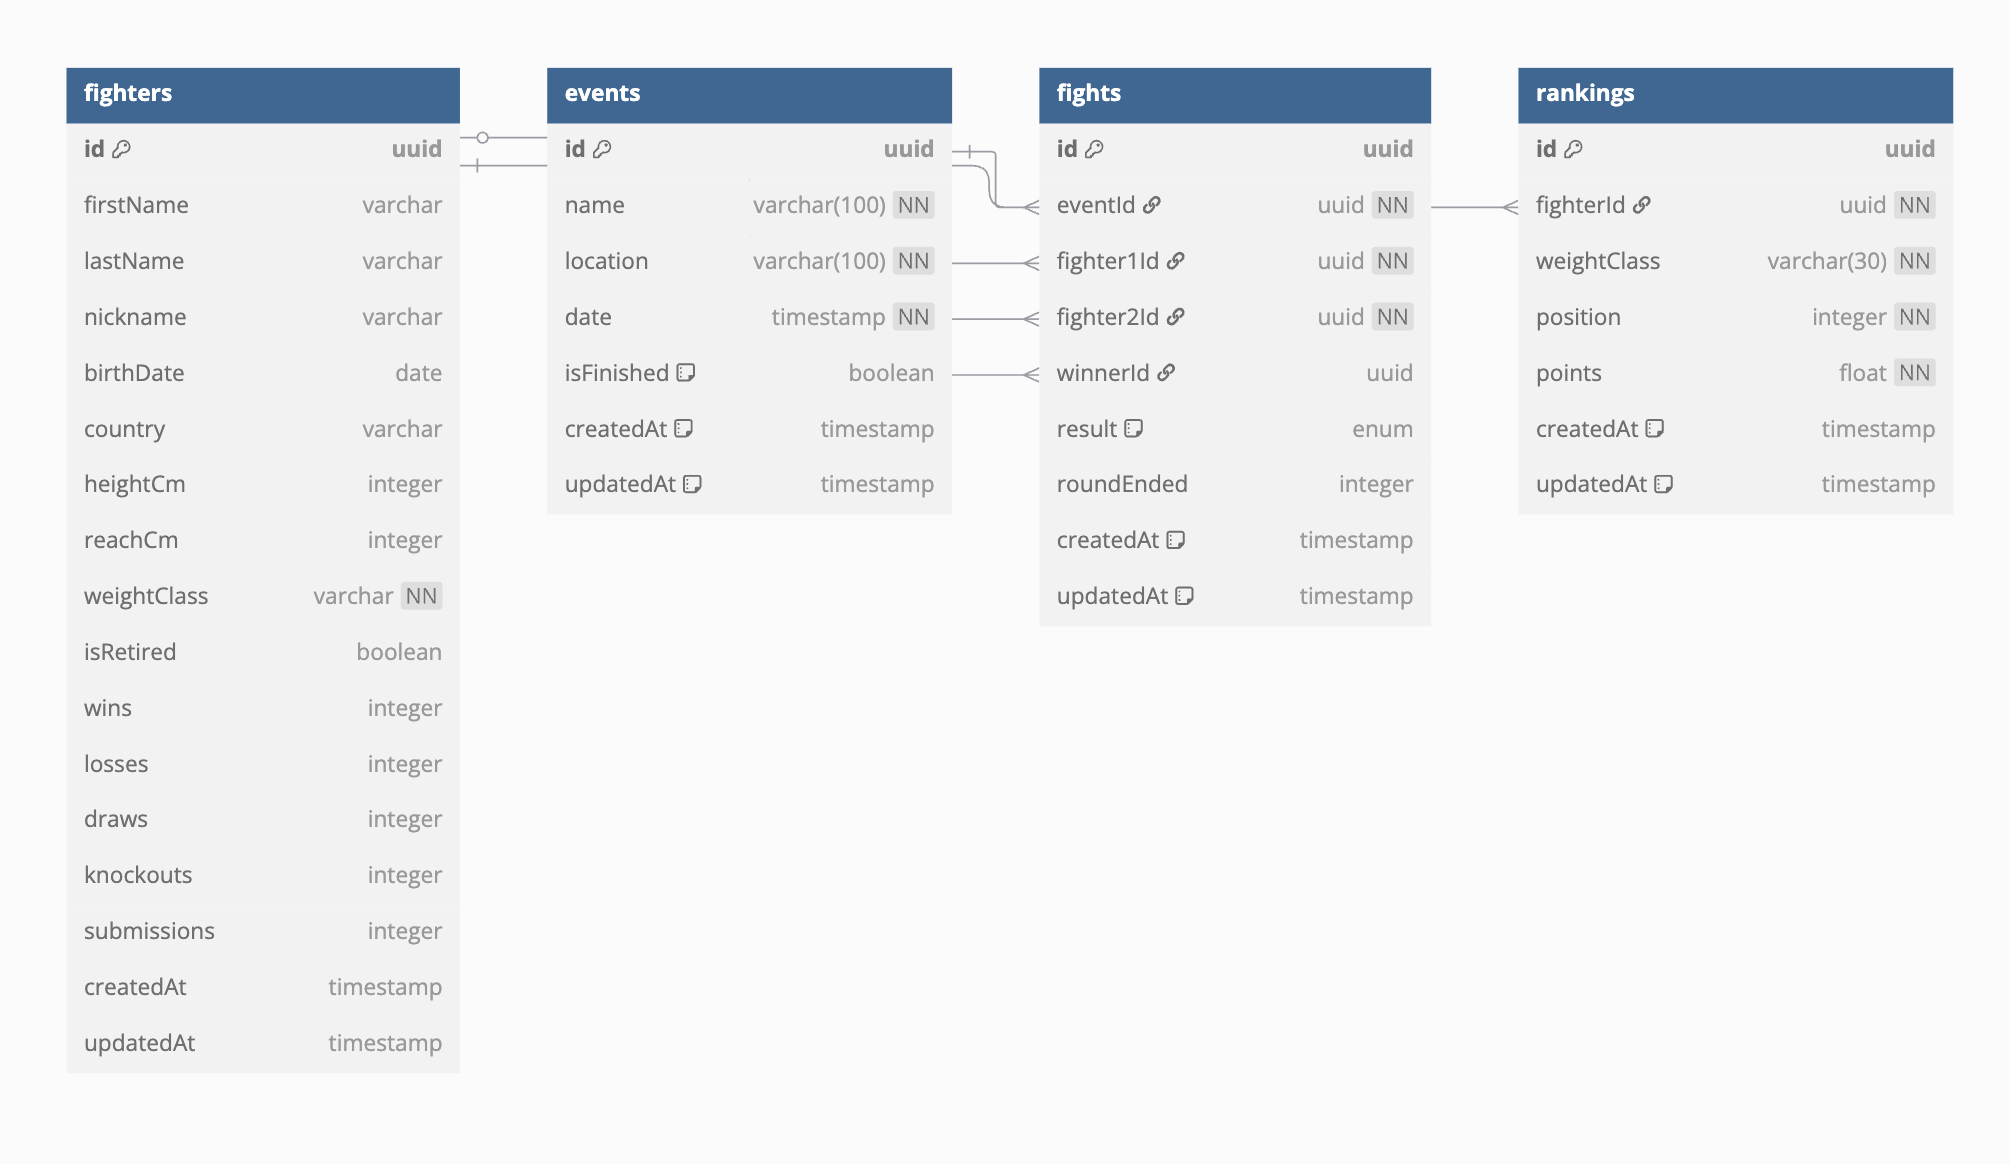 fighters
id uuid
firstName varchar
lastName varchar
nickname varchar
birthDate date
country varchar
heightCm integer
reachCm integer
weightClass varchar NN
isRetired boolean
wins integer
losses integer
draws integer
knockouts integer
submissions integer
createdAt timestamp
updatedAt timestamp
events
id uuid
name varchar(100) NN
location varchar(100) NN
date timestamp NN
isFinished boolean
createdAt timestamp
updatedAt timestamp
fights
id uuid
eventId uuid NN
fighter1Id uuid NN
fighter2Id uuid NN
winnerId uuid
result enum
roundEnded integer
createdAt timestamp
updatedAt timestamp
rankings
id uuid
fighterId uuid NN
weightClass varchar(30) NN
position integer NN
points float NN
createdAt timestamp
updatedAt timestamp